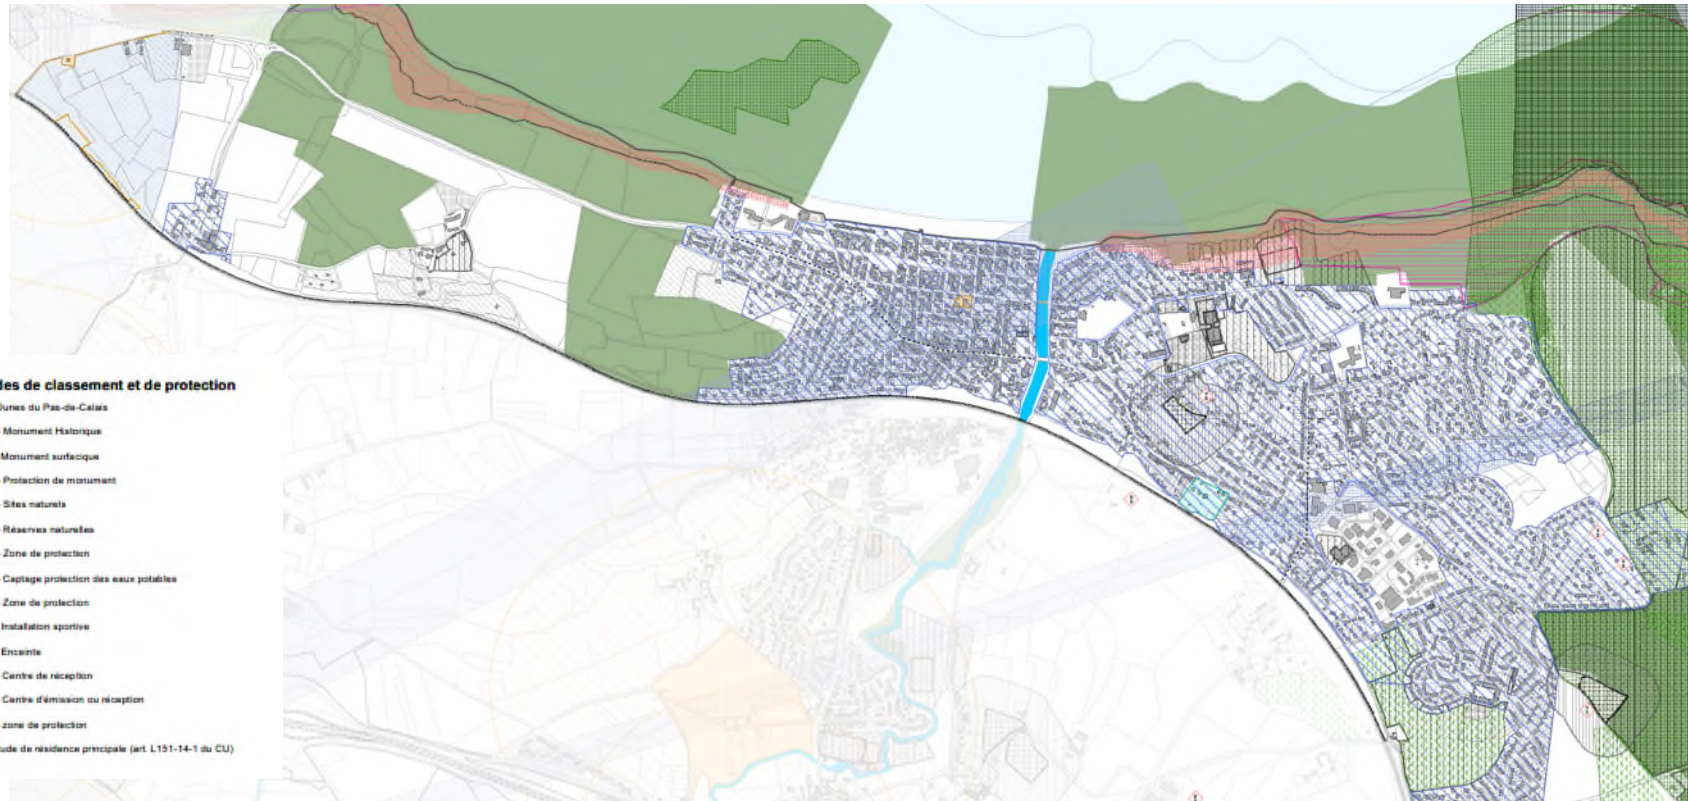 des de classement et de protection
Dunes du Pas-de-Calais
- Monument Historique
Monument surfacique
- Protection de monument
- Sites naturels
- Réserves naturelles
- Zone de protection
- Captage protection des eaux potables
- Zone de protection
Installation sportive
Enceinte
- Centre de réception
- Centre d'émission ou réception
zone de protection
tude de résidence principale (art. L151-14-1 du CU)